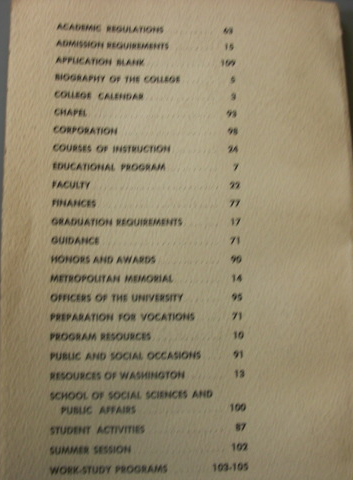 ACADEMIC REGULATIONS 63
ADMISSION REQUIREMENTS 15
APPLICATION BLANK 109
BIOGRAPHY OF THE COLLEGE 5
COLLEGE CALENDAR 3
CHAPEL 93
CORPORATION 98
COURSES OF INSTRUCTION 24
EDUCATIONAL PROGRAM 7
FACULTY 22
FINANCES 77
GRADUATION REQUIREMENTS 17
GUIDANCE 71
HONORS AND AWARDS 90
METROPOLITAN MEMORIAL 14
OFFICERS OF THE UNIVERSITY 95
PREPARATION FOR VOCATIONS 71
PROGRAM RESOURCES 10
PUBLIC AND SOCIAL OCCASIONS 91
RESOURCES OF WASHINGTON 13
SCHOOL OF SOCIAL SCIENCES AND
PUBLIC AFFAIRS 100
STUDENT ACTIVITIES 87
SUMMER SESSION 102
WORK-STUDY PROGRAMS 103-105